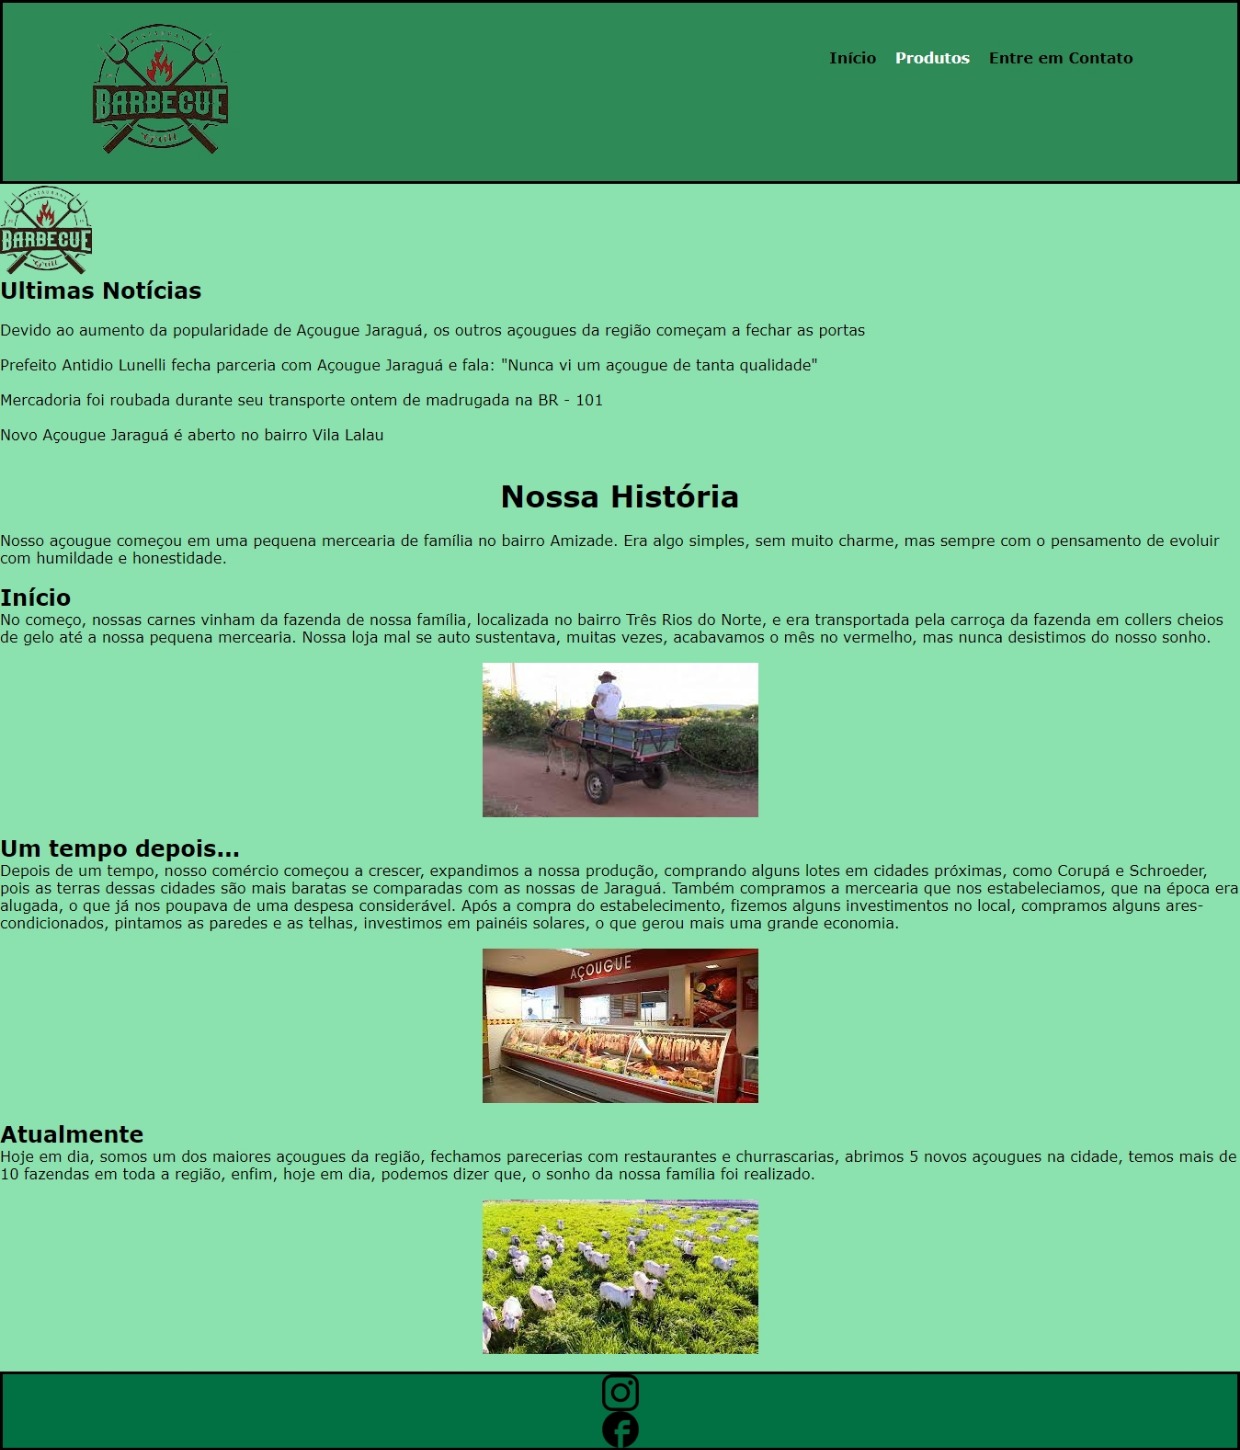 RESTAURANT
BARBECUE
Grill
Início Produtos Entre em Contato
RESTAURANT
BARBECUE
Grill
Ultimas Notícias
Devido ao aumento da popularidade de Açougue Jaraguá, os outros açougues da região começam a fechar as portas
Prefeito Antidio Lunelli fecha parceria com Açougue Jaraguá e fala: "Nunca vi um açougue de tanta qualidade"
Mercadoria foi roubada durante seu transporte ontem de madrugada na BR - 101
Novo Açougue Jaraguá é aberto no bairro Vila Lalau
Nossa História
Nosso açougue começou em uma pequena mercearia de família no bairro Amizade. Era algo simples, sem muito charme, mas sempre com o pensamento de evoluir
com humildade e honestidade.
Início
No começo, nossas carnes vinham da fazenda de nossa família, localizada no bairro Três Rios do Norte, e era transportada pela carroça da fazenda em collers cheios
de gelo até a nossa pequena mercearia. Nossa loja mal se auto sustentava, muitas vezes, acabavamos o mês no vermelho, mas nunca desistimos do nosso sonho.
Um tempo depois...
Depois de um tempo, nosso comércio começou a crescer, expandimos a nossa produção, comprando alguns lotes em cidades próximas, como Corupá e Schroeder,
pois as terras dessas cidades são mais baratas se comparadas com as nossas de Jaraguá. Também compramos a mercearia que nos estabeleciamos, que na época era
alugada, o que já nos poupava de uma despesa considerável. Após a compra do estabelecimento, fizemos alguns investimentos no local, compramos alguns ares-
condicionados, pintamos as paredes e as telhas, investimos em painéis solares, o que gerou mais uma grande economia.
AÇOUGUE
Atualmente
Hoje em dia, somos um dos maiores açougues da região, fechamos parecerias com restaurantes e churrascarias, abrimos 5 novos açougues na cidade, temos mais de
10 fazendas em toda a região, enfim, hoje em dia, podemos dizer que, o sonho da nossa família foi realizado.